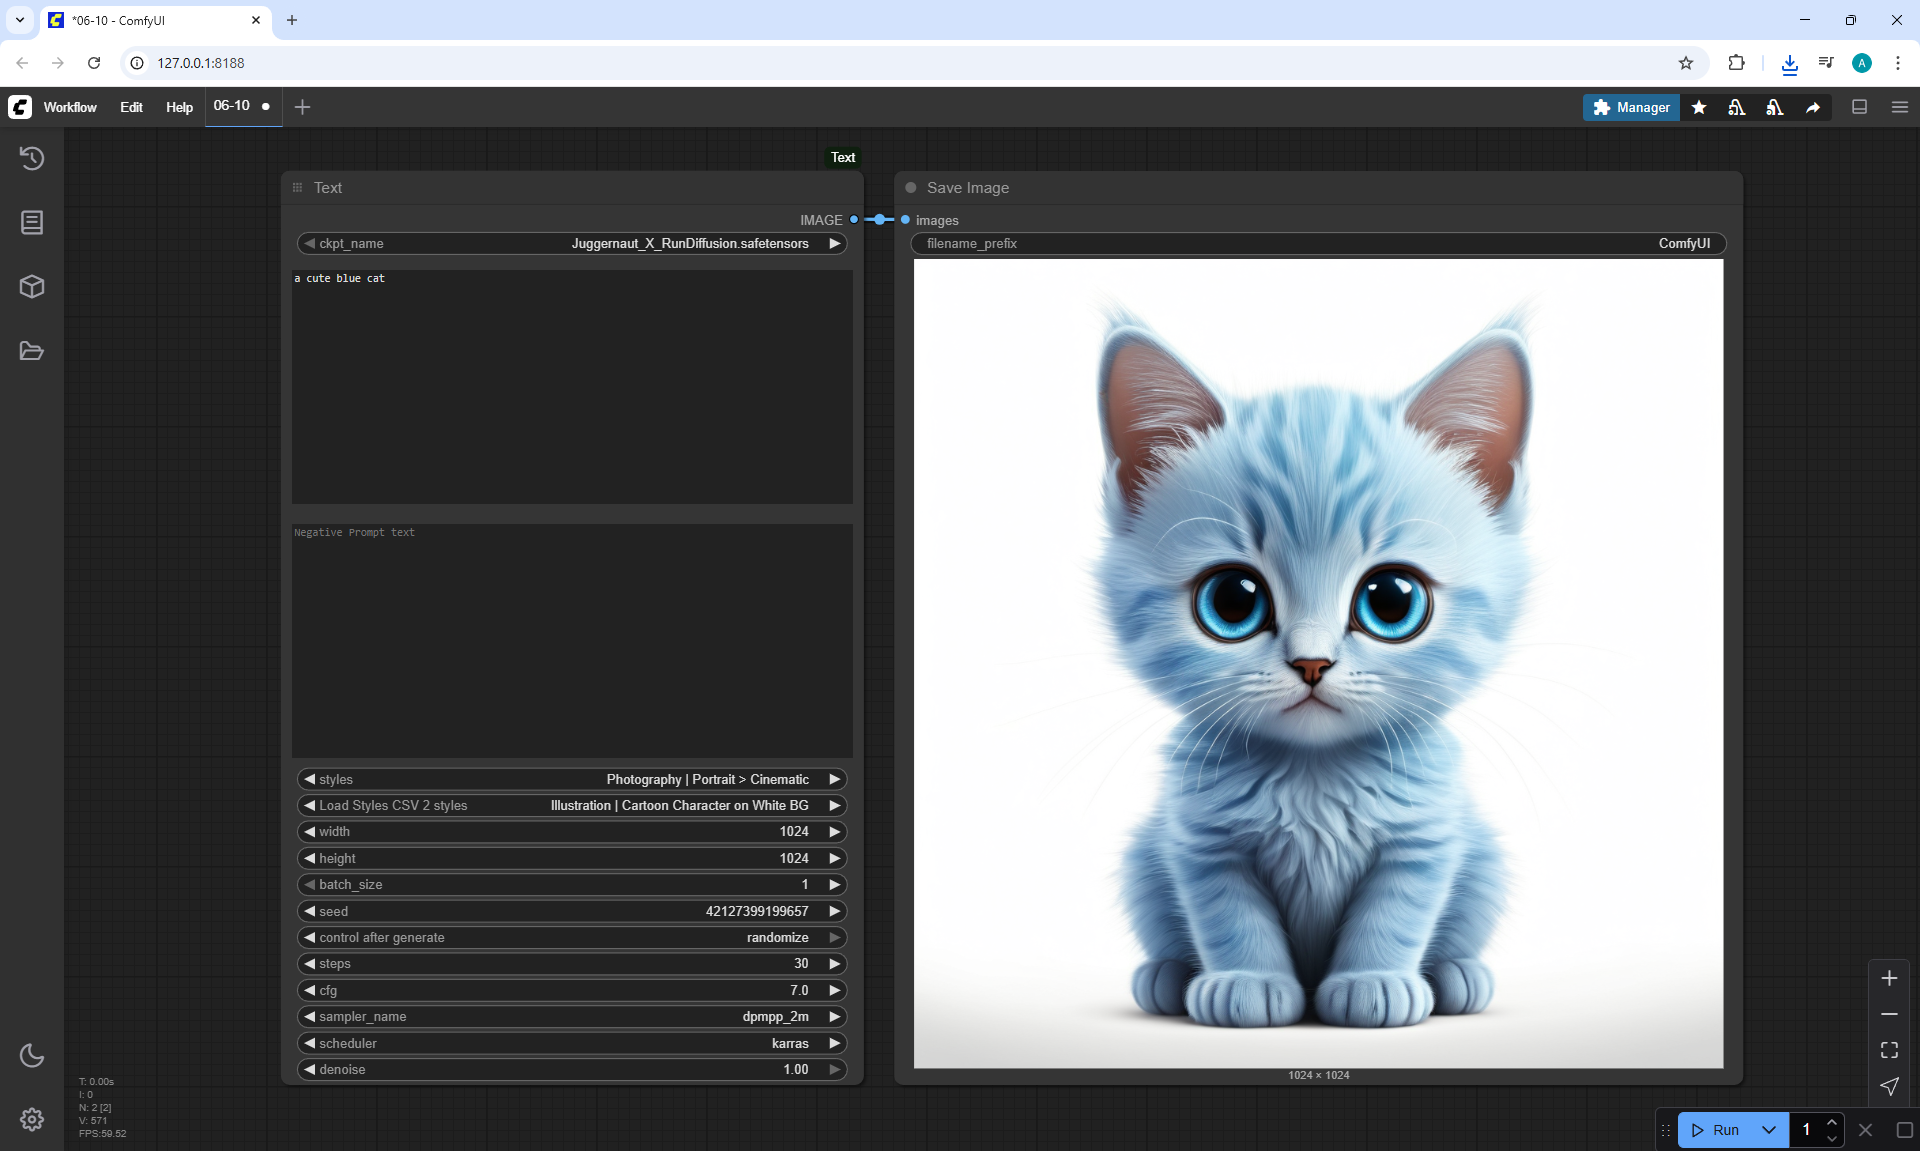 *06-10 - ComfyUI
127.0.0.1:8188
Workflow Edit Help 06-10
Manager
A
Text
Text
IMAGE
ckpt_name Juggernaut_X_RunDiffusion.safetensors
a cute blue cat
Negative Prompt text
styles Photography | Portrait > Cinematic
Load Styles CSV 2 styles Illustration | Cartoon Character on White BG
width 1024
height 1024
batch_size 1
seed 42127399199657
control after generate randomize
steps 30
cfg 7.0
sampler_name dpmpp_2m
scheduler karras
denoise 1.00
Save Image
images
filename_prefix ComfyUI
1024 × 1024
T: 0.00s
I: 0
N: 2 [2]
V: 571
FPS:59.52
Run 1